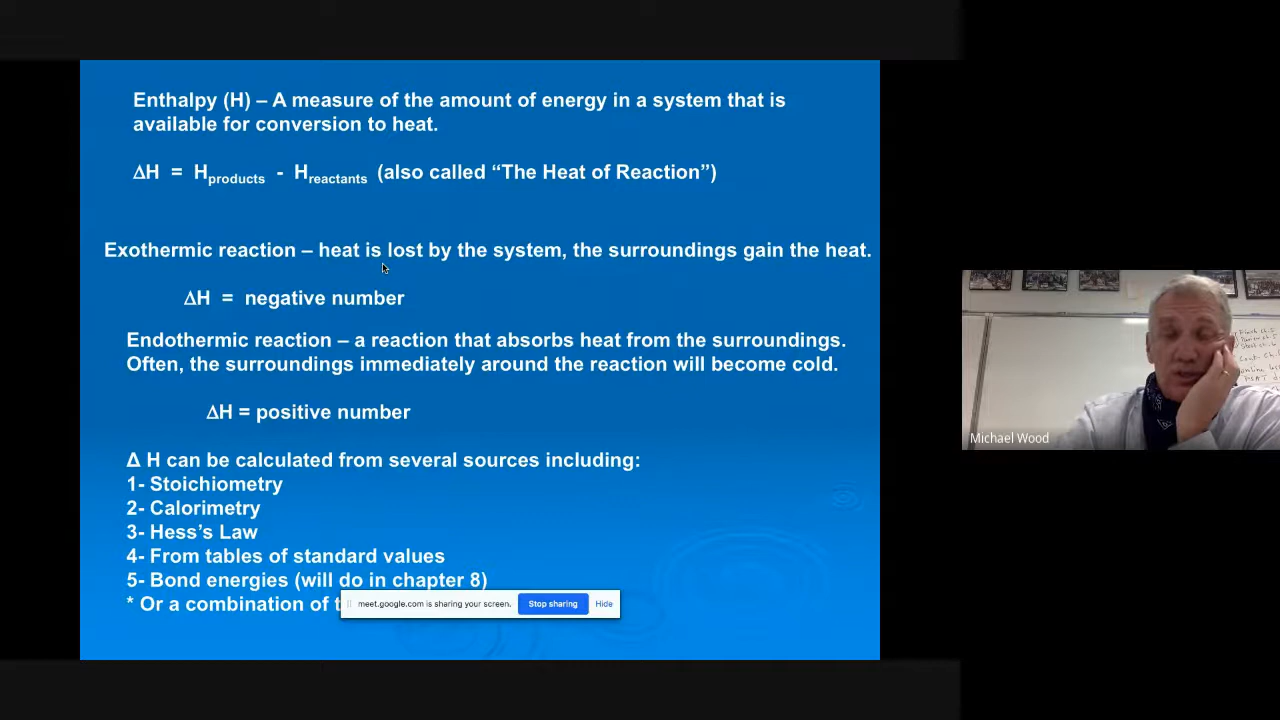 Enthalpy (H) – A measure of the amount of energy in a system that is
available for conversion to heat.
ΔH = Hproducts - Hreactants (also called “The Heat of Reaction”)
Exothermic reaction – heat is lost by the system, the surroundings gain the heat.
ΔH = negative number
Endothermic reaction – a reaction that absorbs heat from the surroundings.
Often, the surroundings immediately around the reaction will become cold.
ΔH = positive number
Δ H can be calculated from several sources including:
1- Stoichiometry
2- Calorimetry
3- Hess’s Law
4- From tables of standard values
5- Bond energies (will do in chapter 8)
* Or a combination of
meet.google.com is sharing your screen.
Stop sharing
Hide
Michael Wood